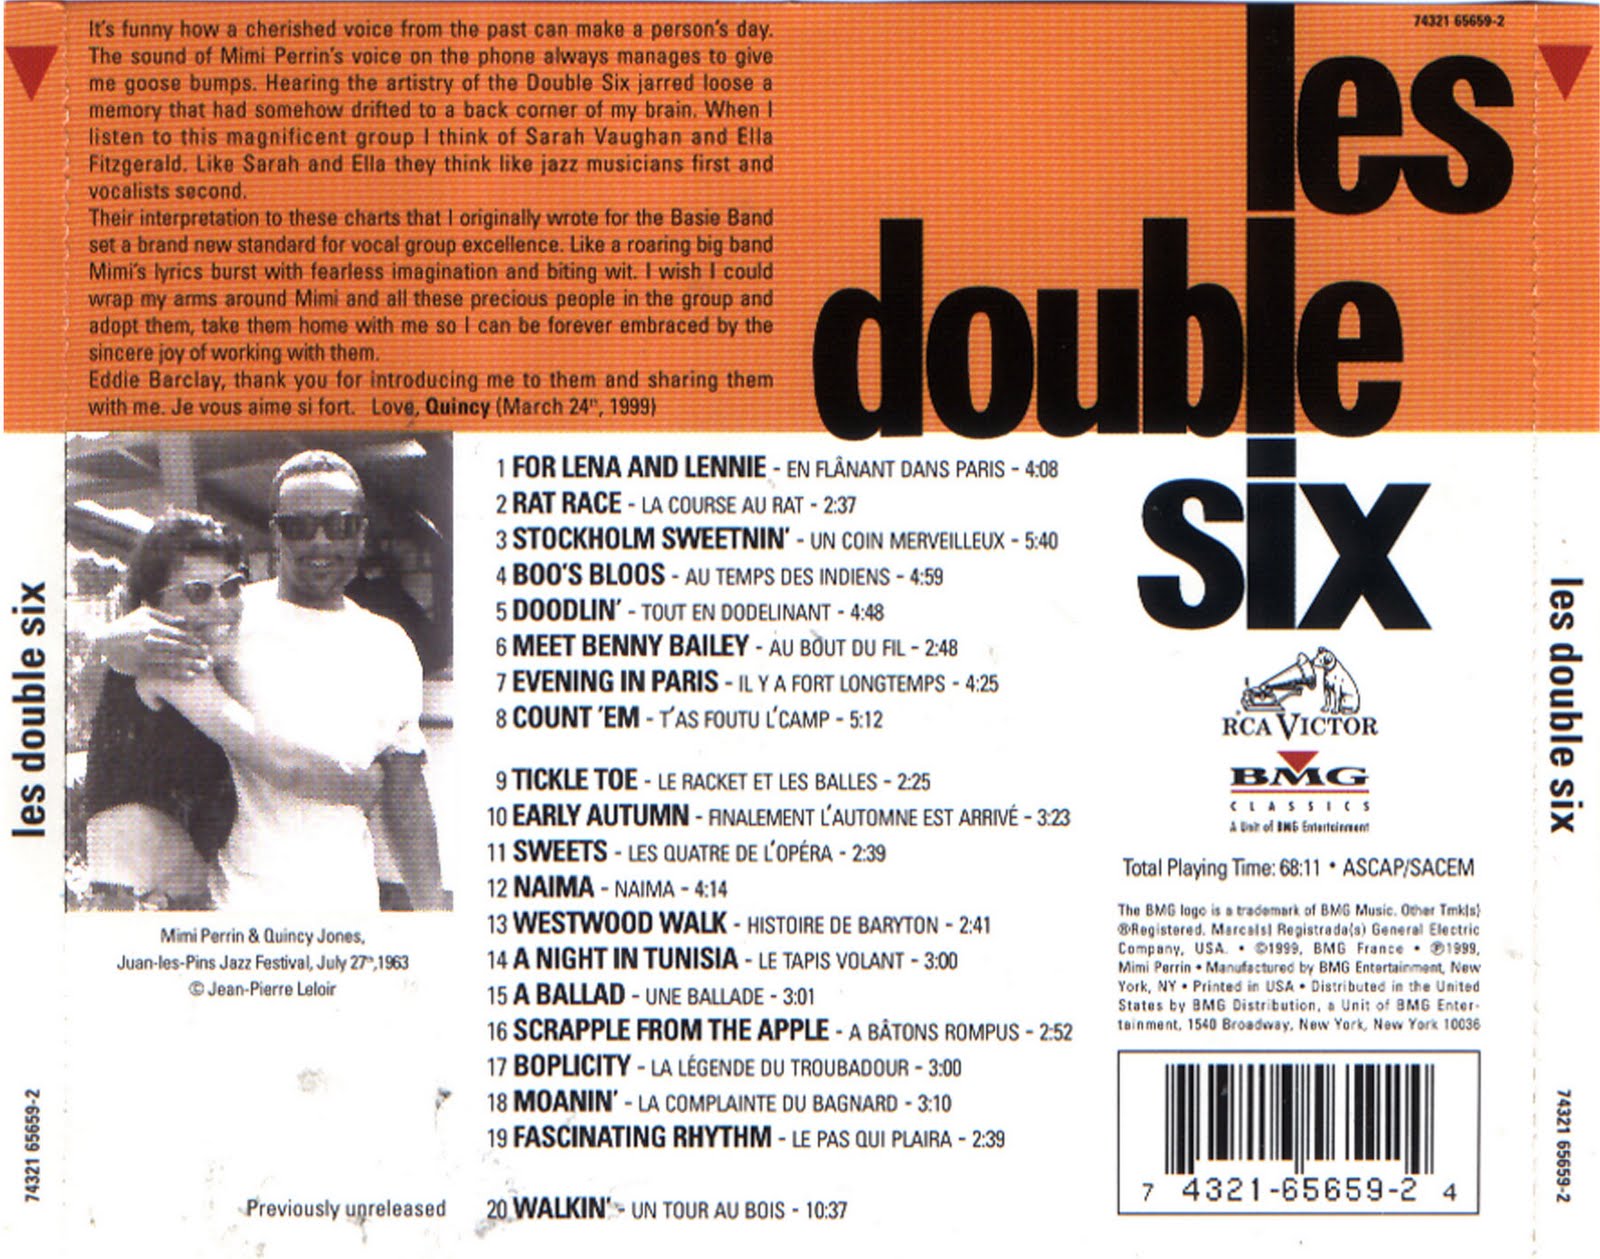 It's funny how a cherished voice from the past can make a person's day.
The sound of Mimi Perrin's voice on the phone always manages to give
me goose bumps. Hearing the artistry of the Double Six jarred loose a
memory that had somehow drifted to a back corner of my brain. When I
listen to this magnificent group I think of Sarah Vaughan and Ella
Fitzgerald. Like Sarah and Ella they think like jazz musicians first and
vocalists second.
Their interpretation to these charts that I originally wrote for the Basie Band
set a brand new standard for vocal group excellence. Like a roaring big band
Mimi's lyrics burst with fearless imagination and biting wit. I wish I could
wrap my arms around Mimi and all these precious people in the group and
adopt them, take them home with me so I can be forever embraced by the
sincere joy of working with them.
Eddie Barclay, thank you for introducing me to them and sharing them
with me. Je vous aime si fort. Love, Quincy (March 24th, 1999)
74321 65659-2
les
double
six
1 FOR LENA AND LENNIE - EN FLÂNANT DANS PARIS - 4:08
2 RAT RACE - LA COURSE AU RAT - 2:37
3 STOCKHOLM SWEETNIN' - UN COIN MERVEILLEUX - 5:40
4 BOO'S BLOOS - AU TEMPS DES INDIENS - 4:59
5 DOODLIN' - TOUT EN DODELINANT - 4:48
6 MEET BENNY BAILEY - AU BOUT DU FIL - 2:48
7 EVENING IN PARIS - IL Y A FORT LONGTEMPS - 4:25
8 COUNT 'EM - T'AS FOUTU L'CAMP - 5:12
9 TICKLE TOE - LE RACKET ET LES BALLES - 2:25
10 EARLY AUTUMN - FINALEMENT L'AUTOMNE EST ARRIVÉ - 3:23
11 SWEETS - LES QUATRE DE L'OPÉRA - 2:39
12 NAIMA - NAIMA - 4:14
13 WESTWOOD WALK - HISTOIRE DE BARYTON - 2:41
14 A NIGHT IN TUNISIA - LE TAPIS VOLANT - 3:00
15 A BALLAD - UNE BALLADE - 3:01
16 SCRAPPLE FROM THE APPLE - A BÂTONS ROMPUS - 2:52
17 BOPLICITY - LA LÉGENDE DU TROUBADOUR - 3:00
18 MOANIN' - LA COMPLAINTE DU BAGNARD - 3:10
19 FASCINATING RHYTHM - LE PAS QUI PLAIRA - 2:39
Previously unreleased
20 WALKIN' - UN TOUR AU BOIS - 10:37
Mimi Perrin & Quincy Jones,
Juan-les-Pins Jazz Festival, July 27th,1963
© Jean-Pierre Leloir
RCA VICTOR
BMG
CLASSICS
A Unit of BMG Entertainment
Total Playing Time: 68:11 • ASCAP/SACEM
The BMG logo is a trademark of BMG Music. Other Tmk(s)
®Registered. Marca(s) Registrada(s) General Electric
Company, USA. • ©1999, BMG France • ℗1999,
Mimi Perrin • Manufactured by BMG Entertainment, New
York, NY • Printed in USA • Distributed in the United
States by BMG Distribution, a Unit of BMG Enter-
tainment, 1540 Broadway, New York, New York 10036
7 4321-65659-2 4
les double six
74321 65659-2
les double six
74321 65659-2